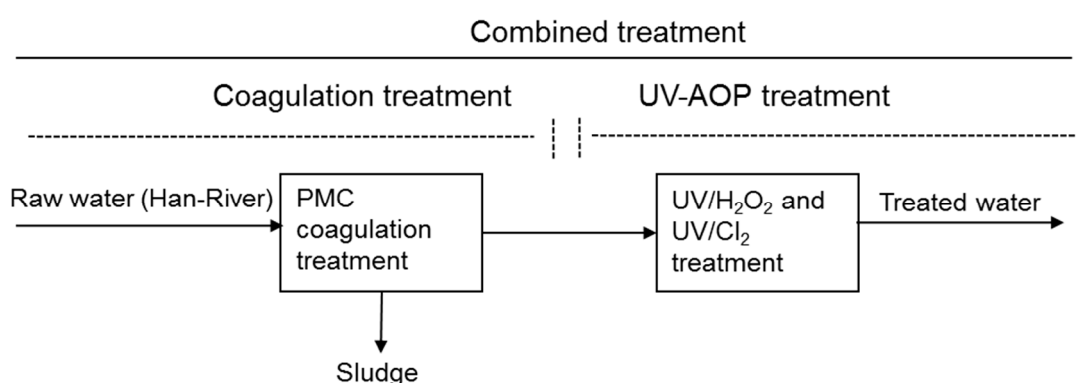 Combined treatment
Coagulation treatment
UV-AOP treatment
Raw water (Han-River)
PMC
coagulation
treatment
UV/H₂O₂ and
UV/Cl₂
treatment
Treated water
Sludge